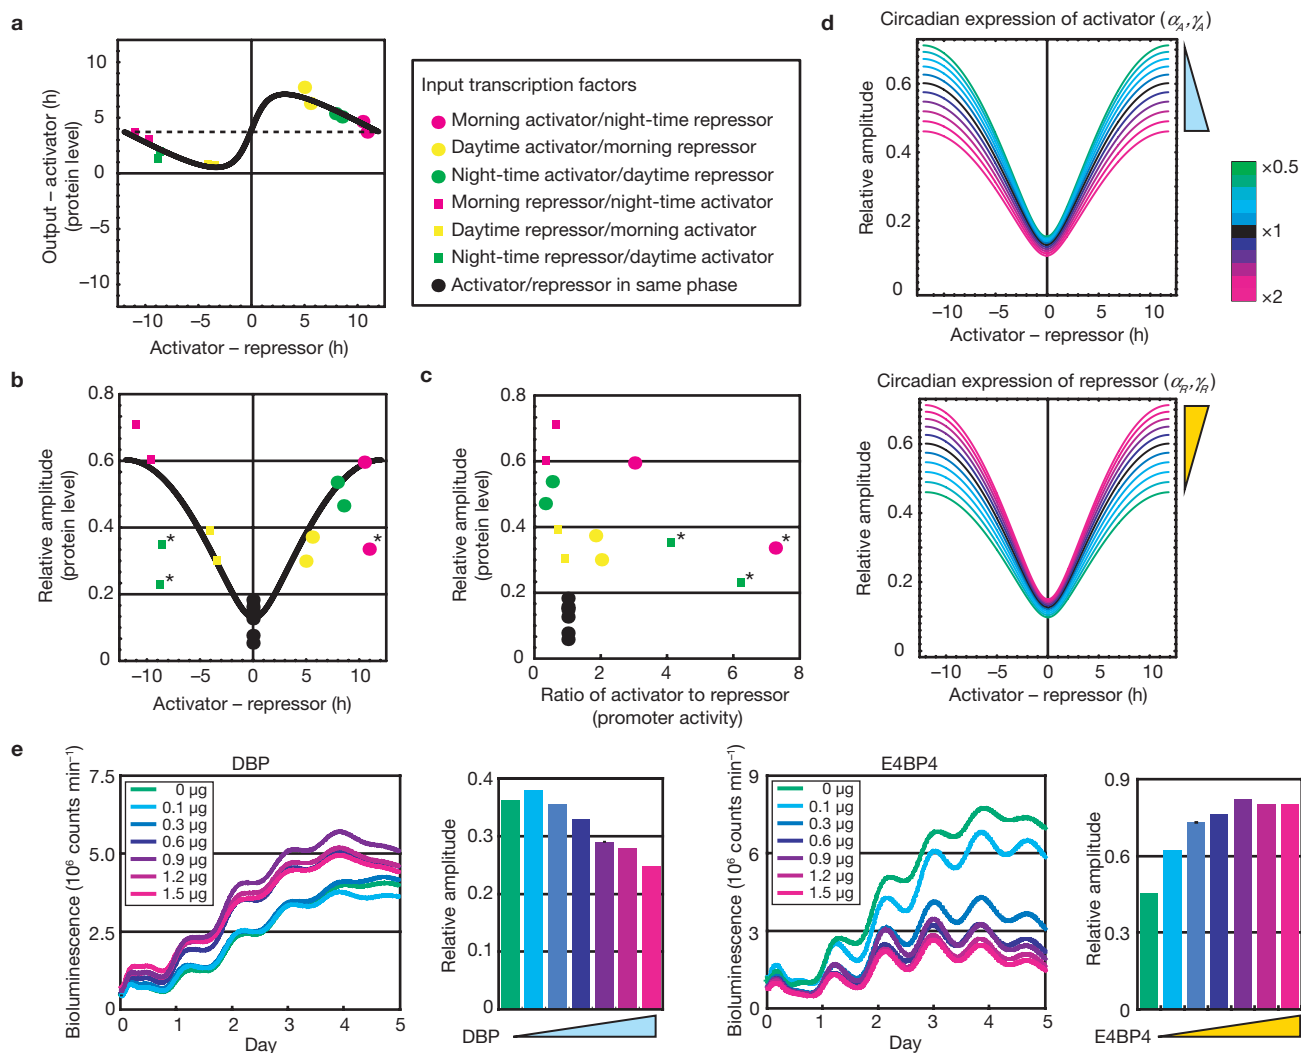 a
Output – activator (h)
(protein level)
10
5
0
−5
−10
−10
−5
0
5
10
Activator – repressor (h)
Input transcription factors
Morning activator/night-time repressor
Daytime activator/morning repressor
Night-time activator/daytime repressor
Morning repressor/night-time activator
Daytime repressor/morning activator
Night-time repressor/daytime activator
Activator/repressor in same phase
b
Relative amplitude
(protein level)
0.8
0.6
0.4
0.2
0
*
*
*
−10
−5
0
5
10
Activator – repressor (h)
c
Relative amplitude
(protein level)
0.8
0.6
0.4
0.2
0
*
*
*
0
2
4
6
8
Ratio of activator to repressor
(promoter activity)
d
Circadian expression of activator (αA,γA)
Relative amplitude
0.6
0.4
0.2
0
−10
−5
0
5
10
Activator – repressor (h)
×0.5
×1
×2
Circadian expression of repressor (αR,γR)
Relative amplitude
0.6
0.4
0.2
0
−10
−5
0
5
10
Activator – repressor (h)
e
DBP
Bioluminescence (10⁶ counts min⁻¹)
7.5
5.0
2.5
0
0 µg
0.1 µg
0.3 µg
0.6 µg
0.9 µg
1.2 µg
1.5 µg
0
1
2
3
4
5
Day
Relative amplitude
0.4
0.3
0.2
0.1
0
DBP
E4BP4
Bioluminescence (10⁶ counts min⁻¹)
9
6
3
0
0 µg
0.1 µg
0.3 µg
0.6 µg
0.9 µg
1.2 µg
1.5 µg
0
1
2
3
4
5
Day
Relative amplitude
0.9
0.6
0.3
0
E4BP4